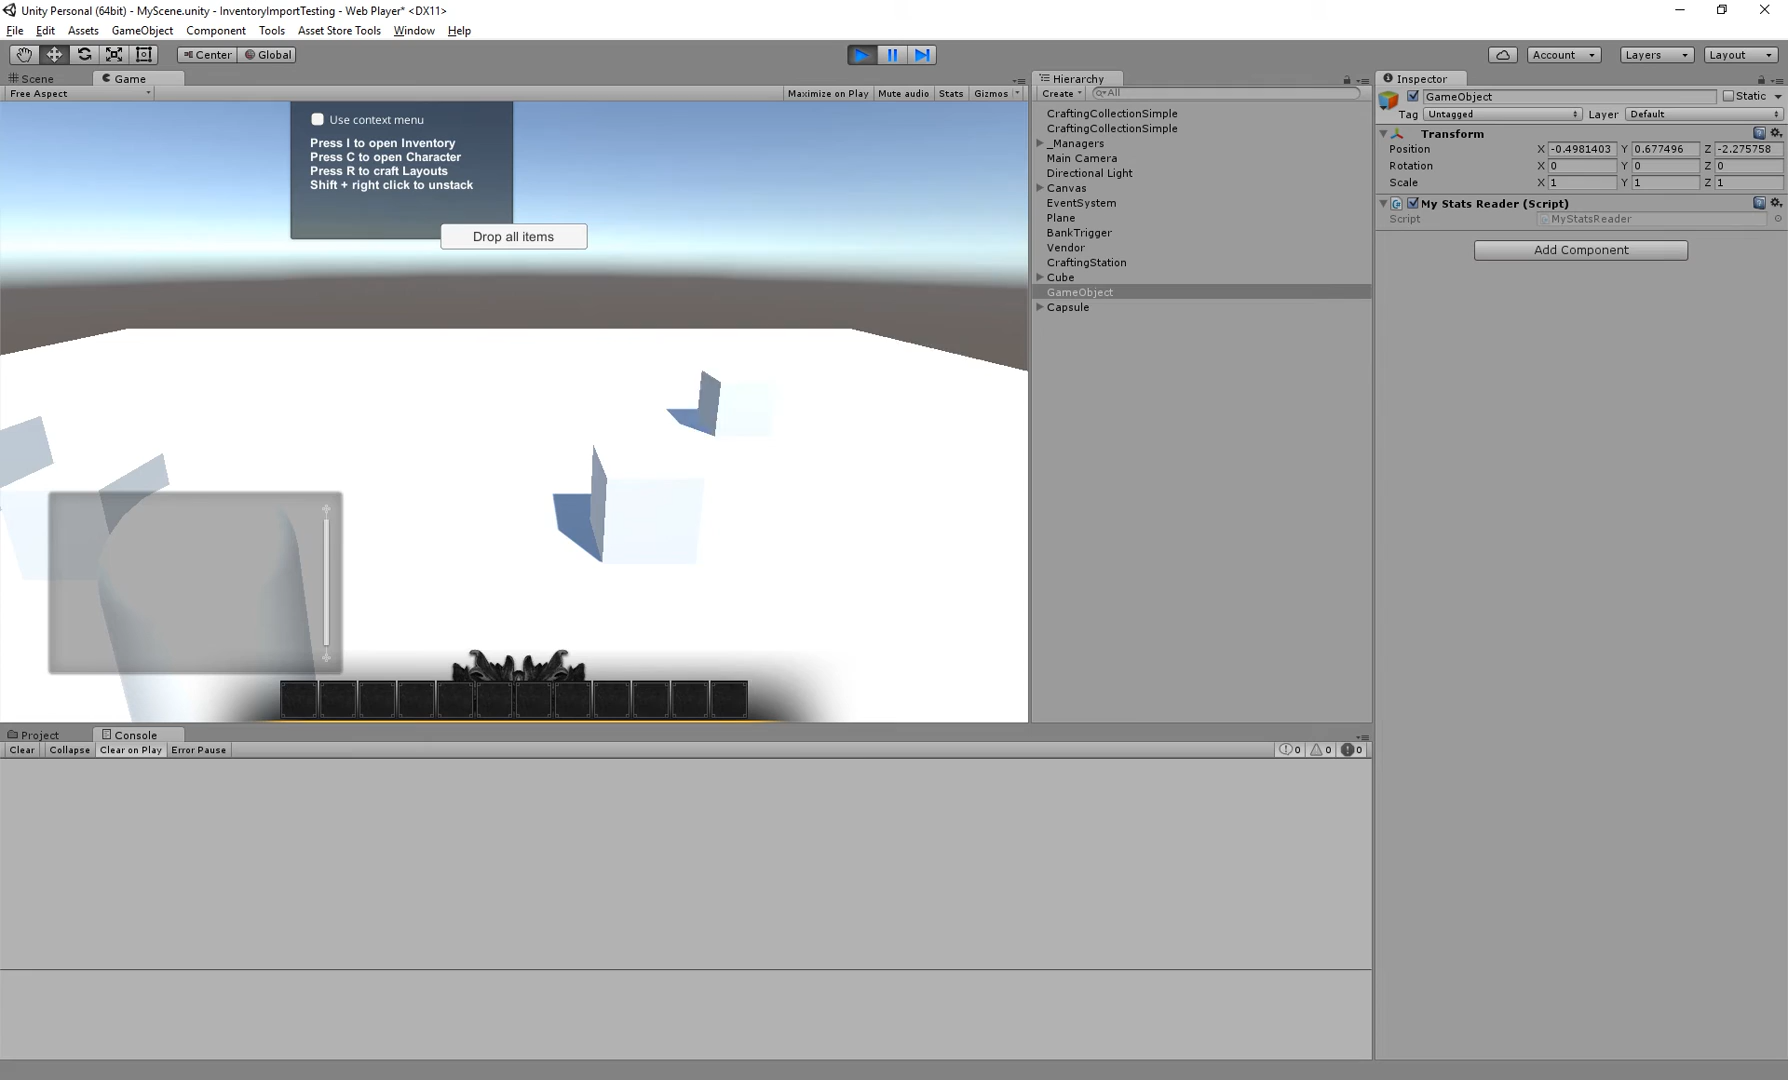 Unity Personal (64bit) - MyScene.unity - InventoryImportTesting - Web Player* <DX11>
File Edit Assets GameObject Component Tools Asset Store Tools Window Help
Center Global Account Layers Layout
Scene Game
Free Aspect Maximize on Play Mute audio Stats Gizmos
Use context menu
Press I to open Inventory
Press C to open Character
Press R to craft Layouts
Shift + right click to unstack
Drop all items
Hierarchy
Create All
CraftingCollectionSimple
CraftingCollectionSimple
_Managers
Main Camera
Directional Light
Canvas
EventSystem
Plane
BankTrigger
Vendor
CraftingStation
Cube
GameObject
Capsule
Inspector
GameObject Static
Tag Untagged Layer Default
Transform
Position X -0.4981403 Y 0.677496 Z -2.275758
Rotation X 0 Y 0 Z 0
Scale X 1 Y 1 Z 1
My Stats Reader (Script)
Script MyStatsReader
Add Component
Project Console
Clear Collapse Clear on Play Error Pause 0 0 0